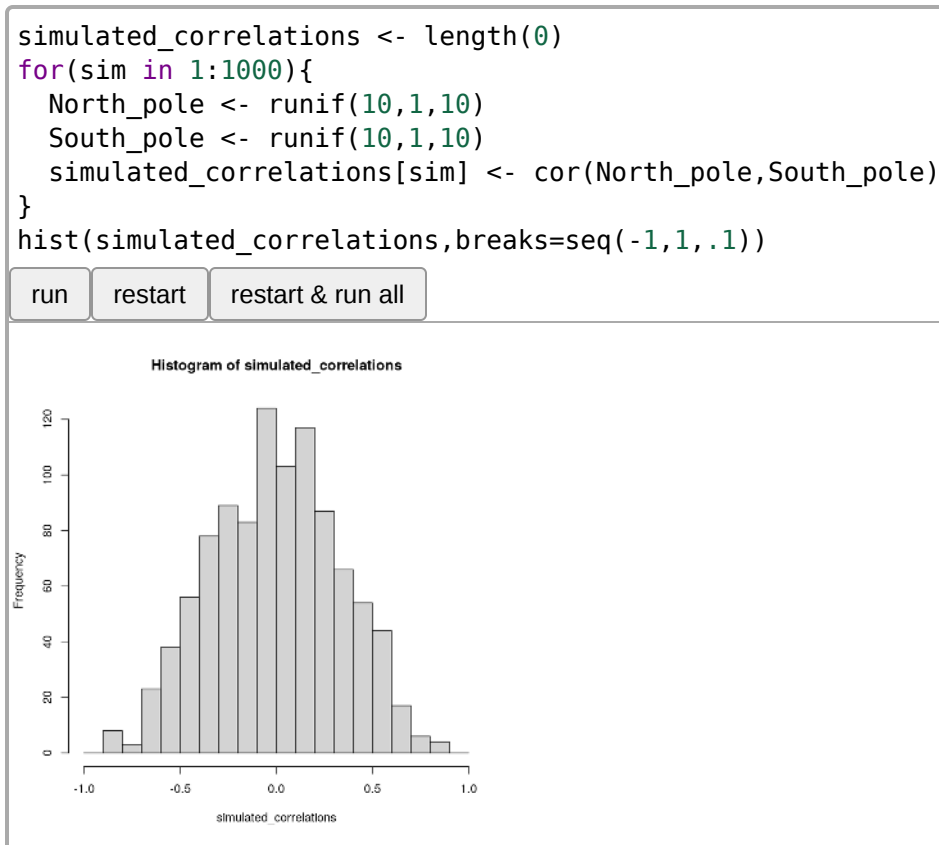 simulated_correlations <- length(0)
for(sim in 1:1000){
  North_pole <- runif(10,1,10)
  South_pole <- runif(10,1,10)
  simulated_correlations[sim] <- cor(North_pole,South_pole)
}
hist(simulated_correlations,breaks=seq(-1,1,.1))
run restart restart & run all
Histogram of simulated_correlations
Frequency
120
100
80
60
40
20
0
-1.0 -0.5 0.0 0.5 1.0
simulated_correlations